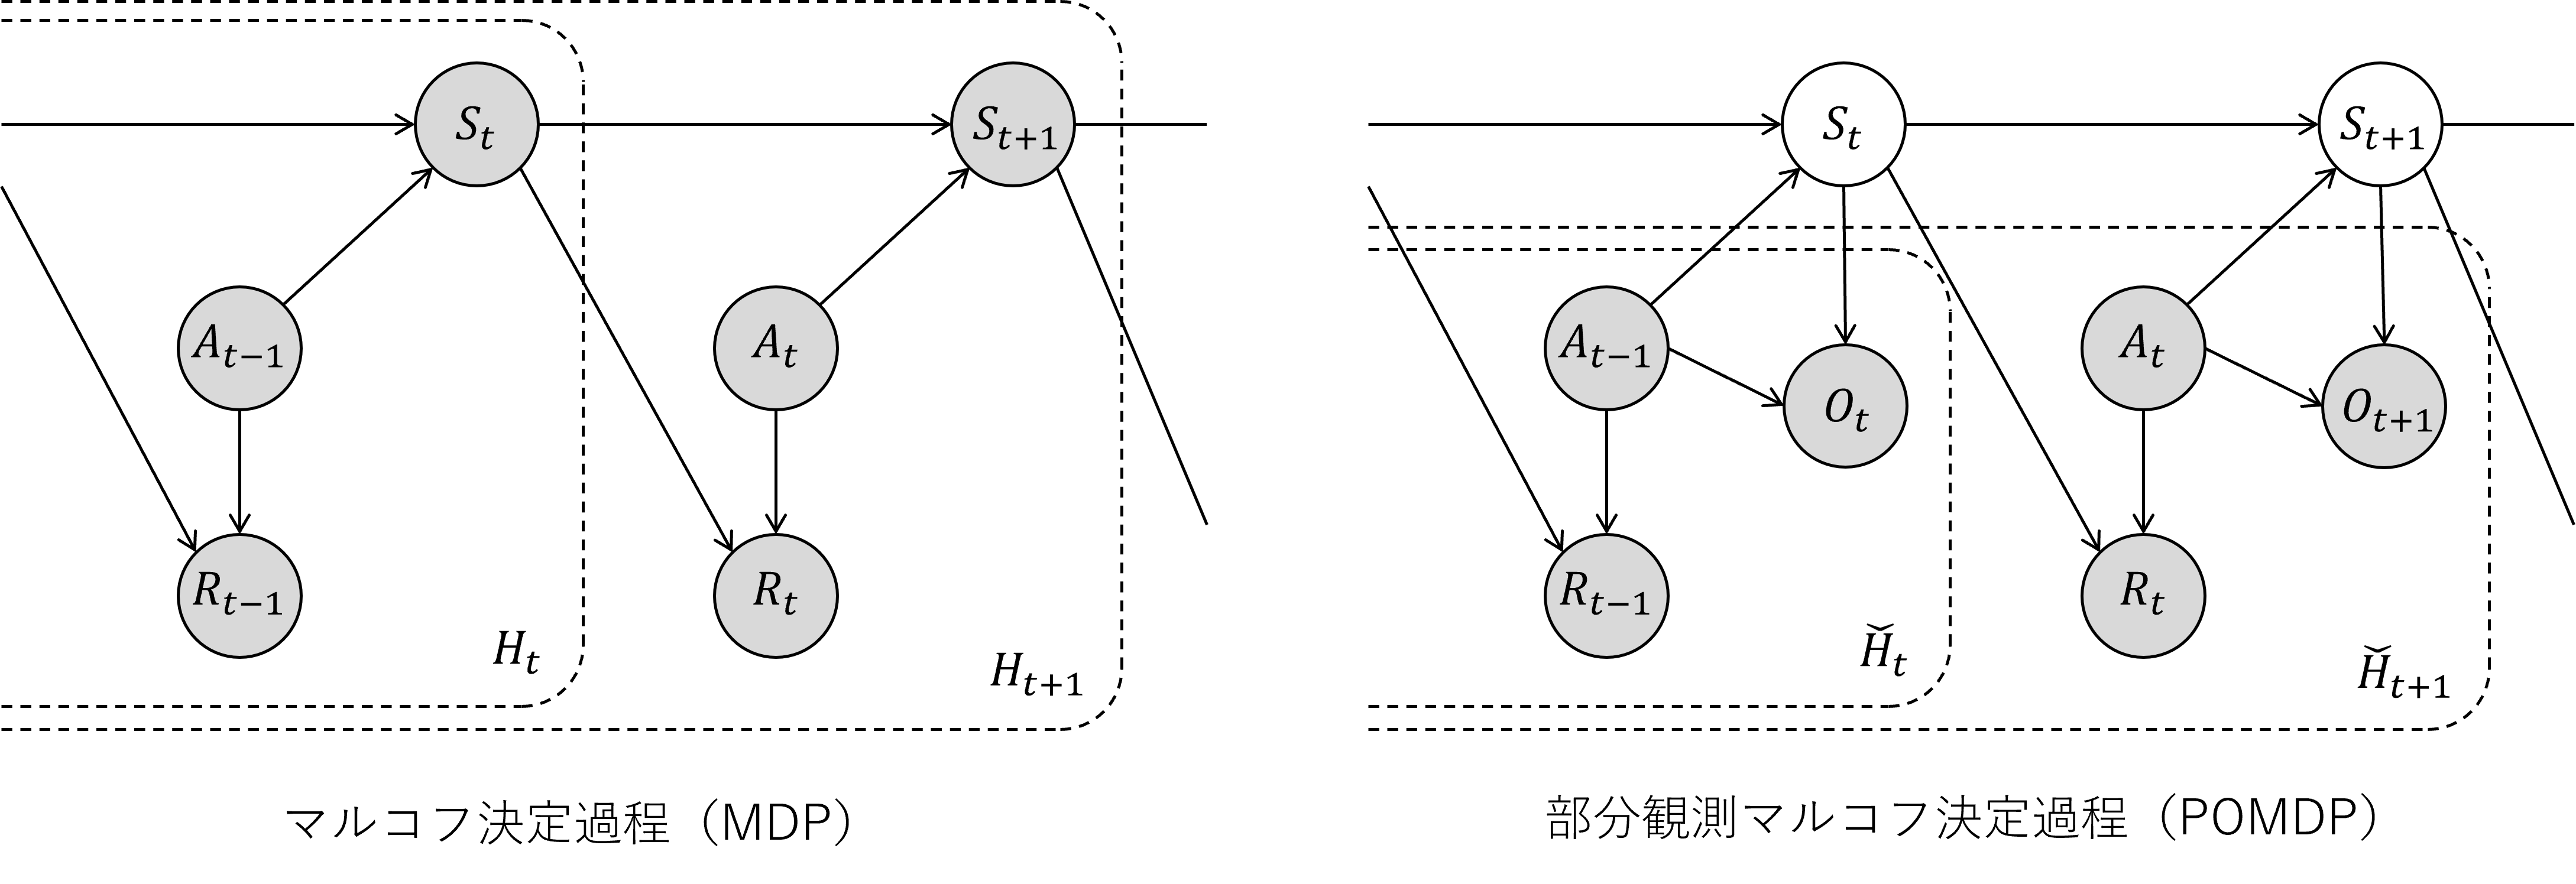 S_t
S_{t+1}
A_{t−1}
A_t
R_{t−1}
R_t
H_t
H_{t+1}
マルコフ決定過程（MDP）
S_t
S_{t+1}
A_{t−1}
O_t
A_t
O_{t+1}
R_{t−1}
R_t
H̆_t
H̆_{t+1}
部分観測マルコフ決定過程（POMDP）